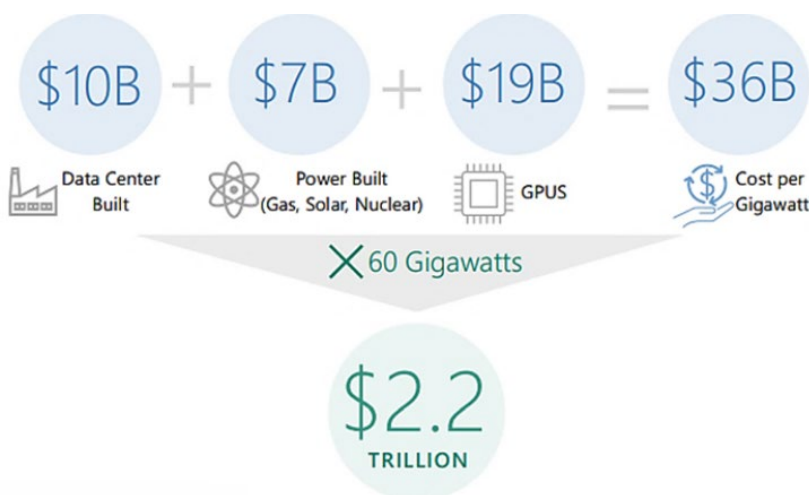 $10B + $7B + $19B = $36B
Data Center
Built
Power Built
(Gas, Solar, Nuclear)
GPUS
Cost per
Gigawatt
$
× 60 Gigawatts
$2.2
TRILLION